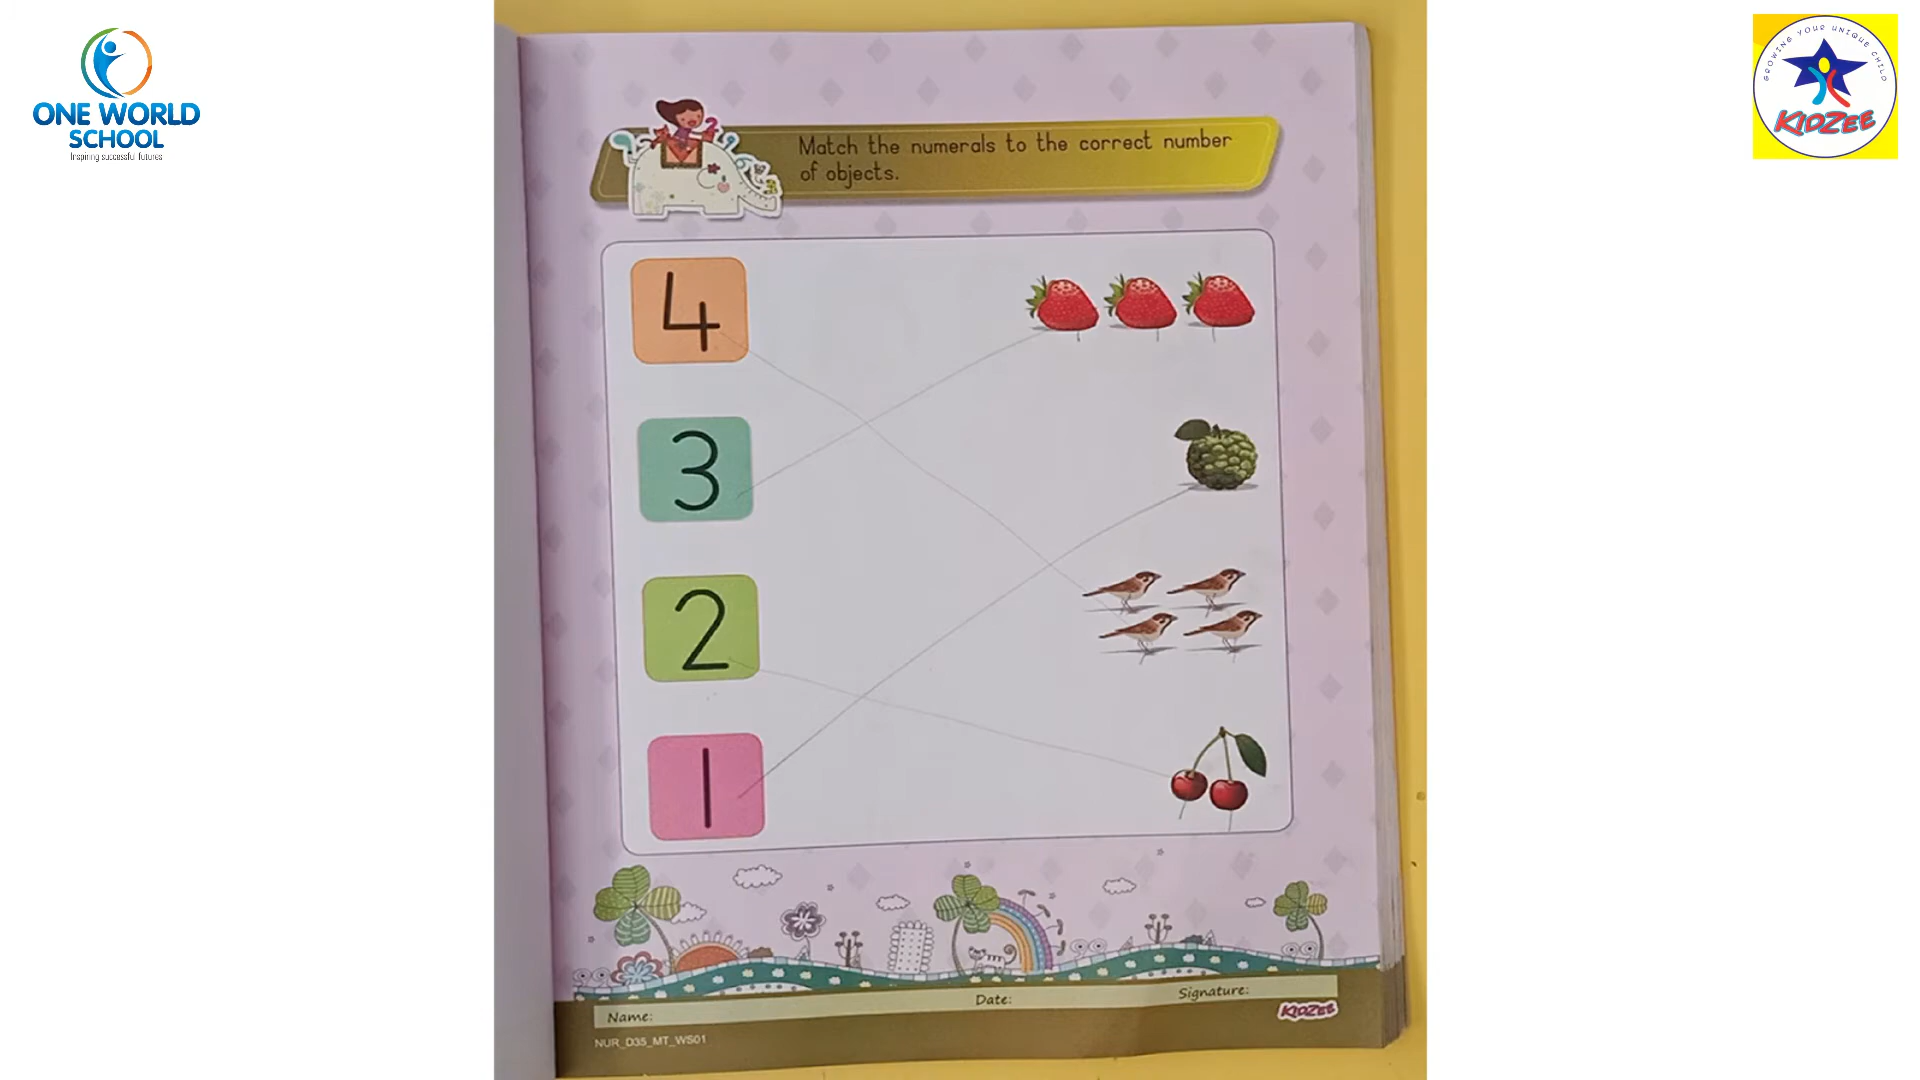 ONE WORLD
SCHOOL
Inspiring successful futures
GROWING YOUR UNIQUE CHILD
KIDZEE
Match the numerals to the correct number
of objects.
4
3
2
1
Name:
Date:
Signature:
KIDZEE
NUR_D35_MT_WS01